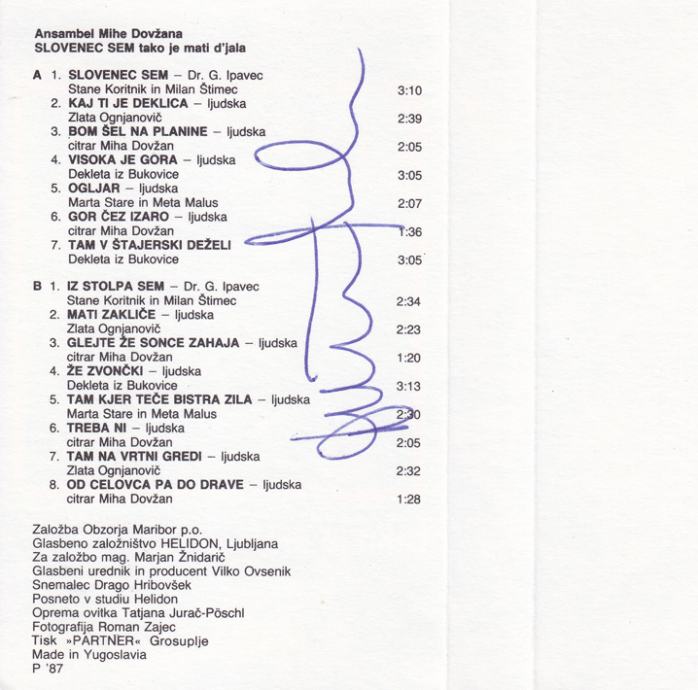 Ansambel Mihe Dovžana
SLOVENEC SEM tako je mati d'jala
A 1. SLOVENEC SEM – Dr. G. Ipavec
Stane Koritnik in Milan Štimec 3:10
2. KAJ TI JE DEKLICA – ljudska
Zlata Ognjanovič 2:39
3. BOM ŠEL NA PLANINE – ljudska
citrar Miha Dovžan 2:05
4. VISOKA JE GORA – ljudska
Dekleta iz Bukovice 3:05
5. OGLJAR – ljudska
Marta Stare in Meta Malus 2:07
6. GOR ČEZ IZARO – ljudska
citrar Miha Dovžan 1:36
7. TAM V ŠTAJERSKI DEŽELI
Dekleta iz Bukovice 3:05
B 1. IZ STOLPA SEM – Dr. G. Ipavec
Stane Koritnik in Milan Štimec 2:34
2. MATI ZAKLIČE – ljudska
Zlata Ognjanovič 2:23
3. GLEJTE ŽE SONCE ZAHAJA – ljudska
citrar Miha Dovžan 1:20
4. ŽE ZVONČKI – ljudska
Dekleta iz Bukovice 3:13
5. TAM KJER TEČE BISTRA ZILA – ljudska
Marta Stare in Meta Malus 2:30
6. TREBA NI – ljudska
citrar Miha Dovžan 2:05
7. TAM NA VRTNI GREDI – ljudska
Zlata Ognjanovič 2:32
8. OD CELOVCA PA DO DRAVE – ljudska
citrar Miha Dovžan 1:28
Založba Obzorja Maribor p.o.
Glasbeno založništvo HELIDON, Ljubljana
Za založbo mag. Marjan Žnidarič
Glasbeni urednik in producent Vilko Ovsenik
Snemalec Drago Hribovšek
Posneto v studiu Helidon
Oprema ovitka Tatjana Jurač-Pöschl
Fotografija Roman Zajec
Tisk »PARTNER« Grosuplje
Made in Yugoslavia
P '87